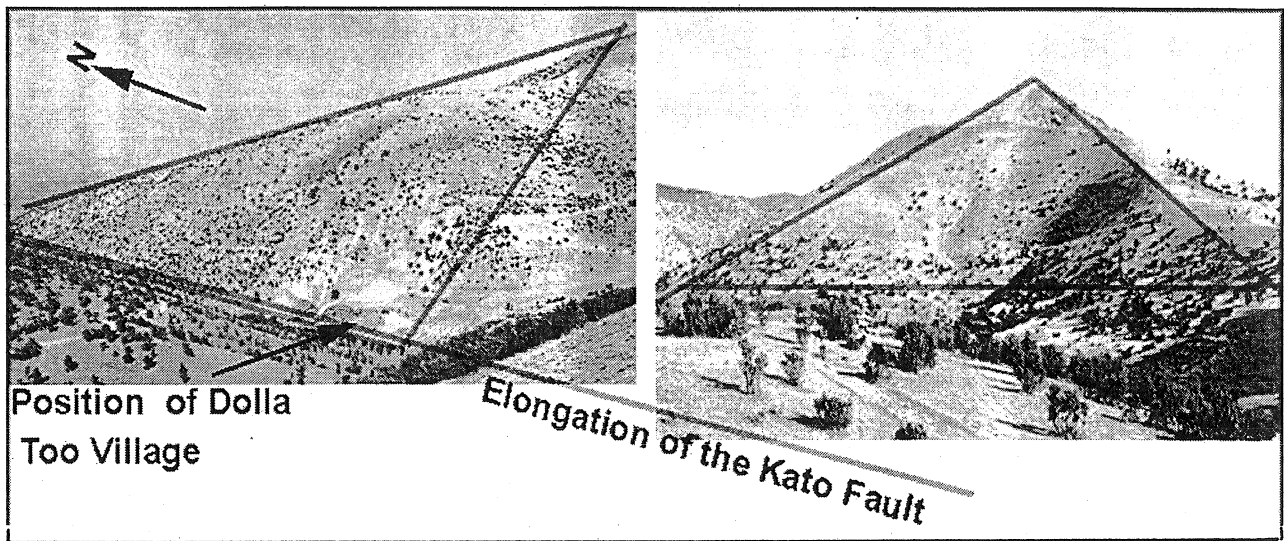 N
Position of Dolla
Too Village
Elongation of the Kato Fault